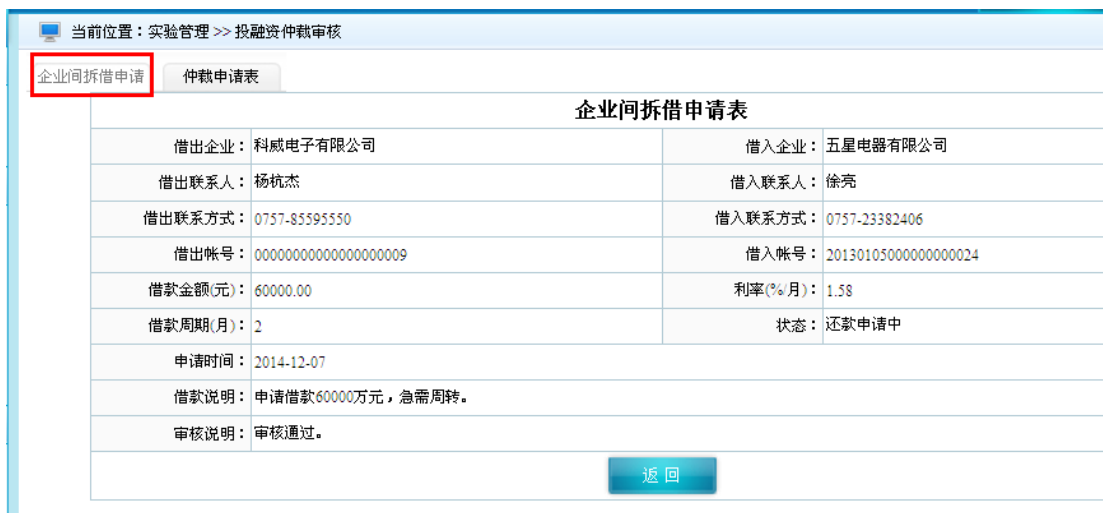 当前位置：实验管理 >> 投融资仲裁审核
企业间拆借申请 仲裁申请表
企业间拆借申请表
借出企业： 科威电子有限公司 借入企业： 五星电器有限公司
借出联系人： 杨杭杰 借入联系人： 徐亮
借出联系方式： 0757-85595550 借入联系方式： 0757-23382406
借出帐号： 00000000000000000009 借入帐号： 20130105000000000024
借款金额(元)： 60000.00 利率(%/月)： 1.58
借款周期(月)： 2 状态： 还款申请中
申请时间： 2014-12-07
借款说明： 申请借款60000万元，急需周转。
审核说明： 审核通过。
返回